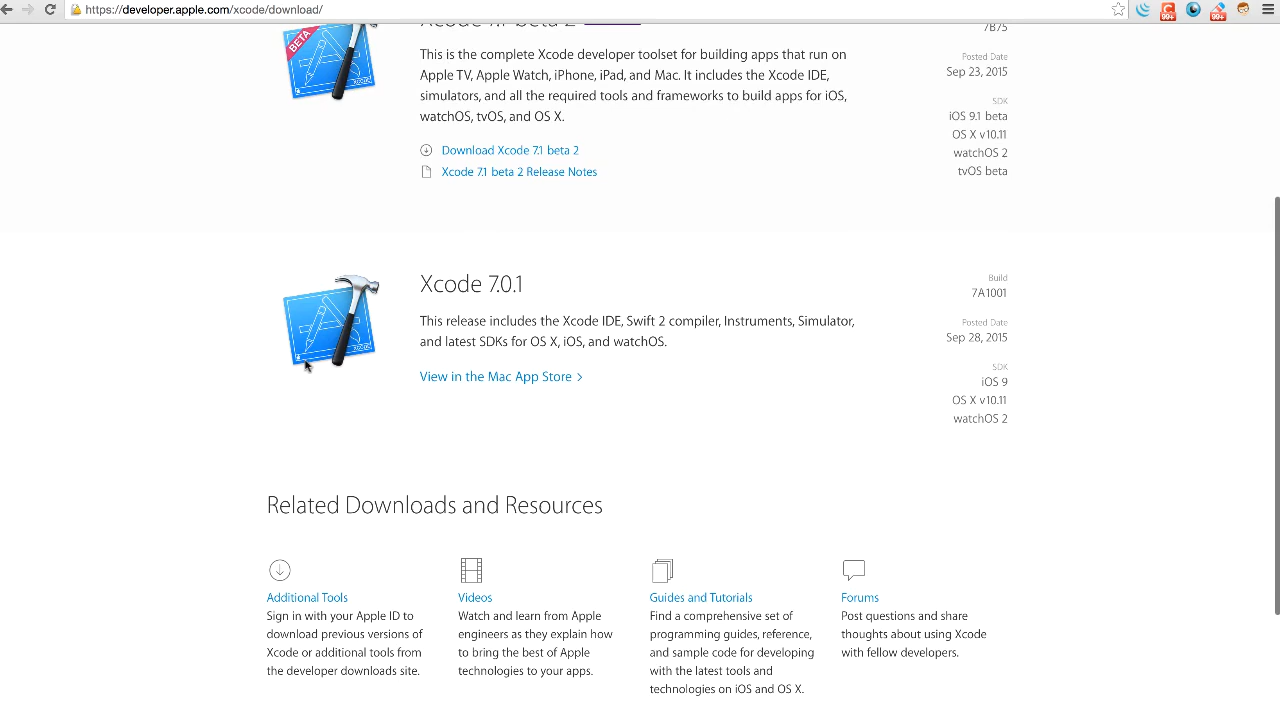 https://developer.apple.com/xcode/download/
99+
99+
BETA
Xcode 7.1 beta 2
7B75
This is the complete Xcode developer toolset for building apps that run on
Apple TV, Apple Watch, iPhone, iPad, and Mac. It includes the Xcode IDE,
simulators, and all the required tools and frameworks to build apps for iOS,
watchOS, tvOS, and OS X.
Posted Date
Sep 23, 2015
SDK
iOS 9.1 beta
OS X v10.11
watchOS 2
tvOS beta
Download Xcode 7.1 beta 2
Xcode 7.1 beta 2 Release Notes
Xcode 7.0.1
This release includes the Xcode IDE, Swift 2 compiler, Instruments, Simulator,
and latest SDKs for OS X, iOS, and watchOS.
View in the Mac App Store >
Build
7A1001
Posted Date
Sep 28, 2015
SDK
iOS 9
OS X v10.11
watchOS 2
Related Downloads and Resources
Additional Tools
Sign in with your Apple ID to
download previous versions of
Xcode or additional tools from
the developer downloads site.
Videos
Watch and learn from Apple
engineers as they explain how
to bring the best of Apple
technologies to your apps.
Guides and Tutorials
Find a comprehensive set of
programming guides, reference,
and sample code for developing
with the latest tools and
technologies on iOS and OS X.
Forums
Post questions and share
thoughts about using Xcode
with fellow developers.